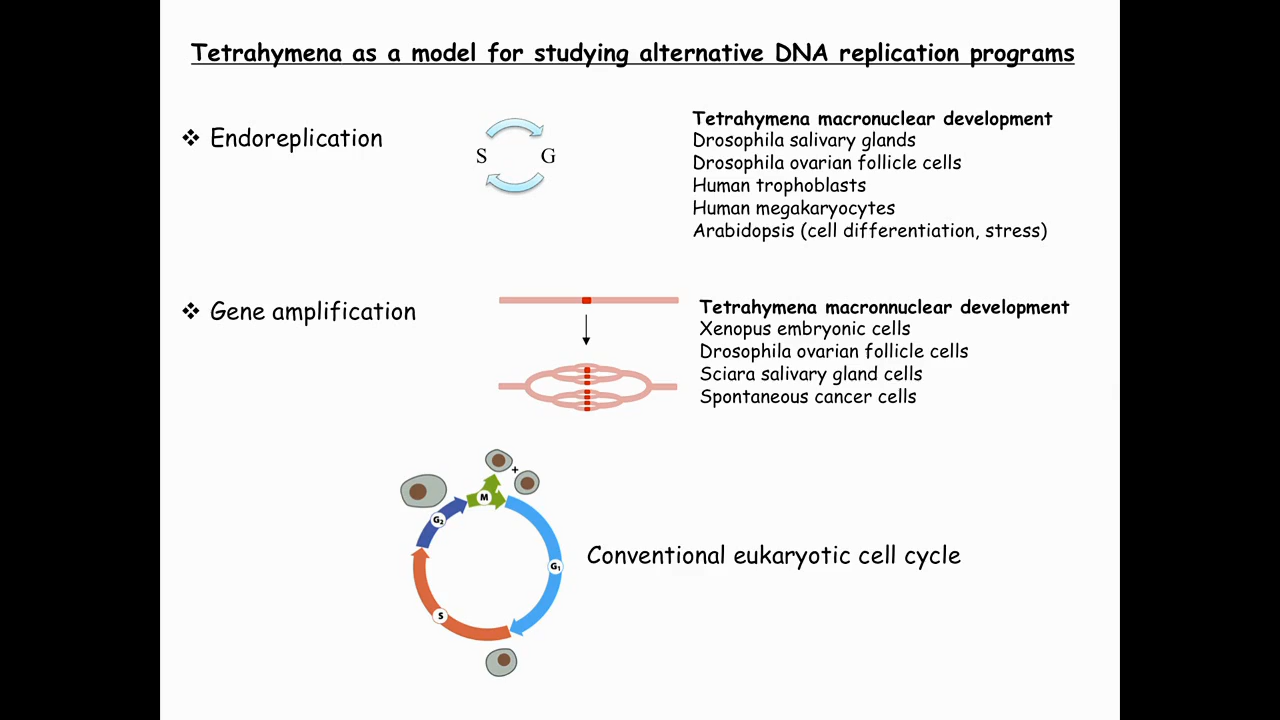 Tetrahymena as a model for studying alternative DNA replication programs
❖ Endoreplication
S G
Tetrahymena macronuclear development
Drosophila salivary glands
Drosophila ovarian follicle cells
Human trophoblasts
Human megakaryocytes
Arabidopsis (cell differentiation, stress)
❖ Gene amplification
Tetrahymena macronnuclear development
Xenopus embryonic cells
Drosophila ovarian follicle cells
Sciara salivary gland cells
Spontaneous cancer cells
+
M
G₂
G₁
S
Conventional eukaryotic cell cycle